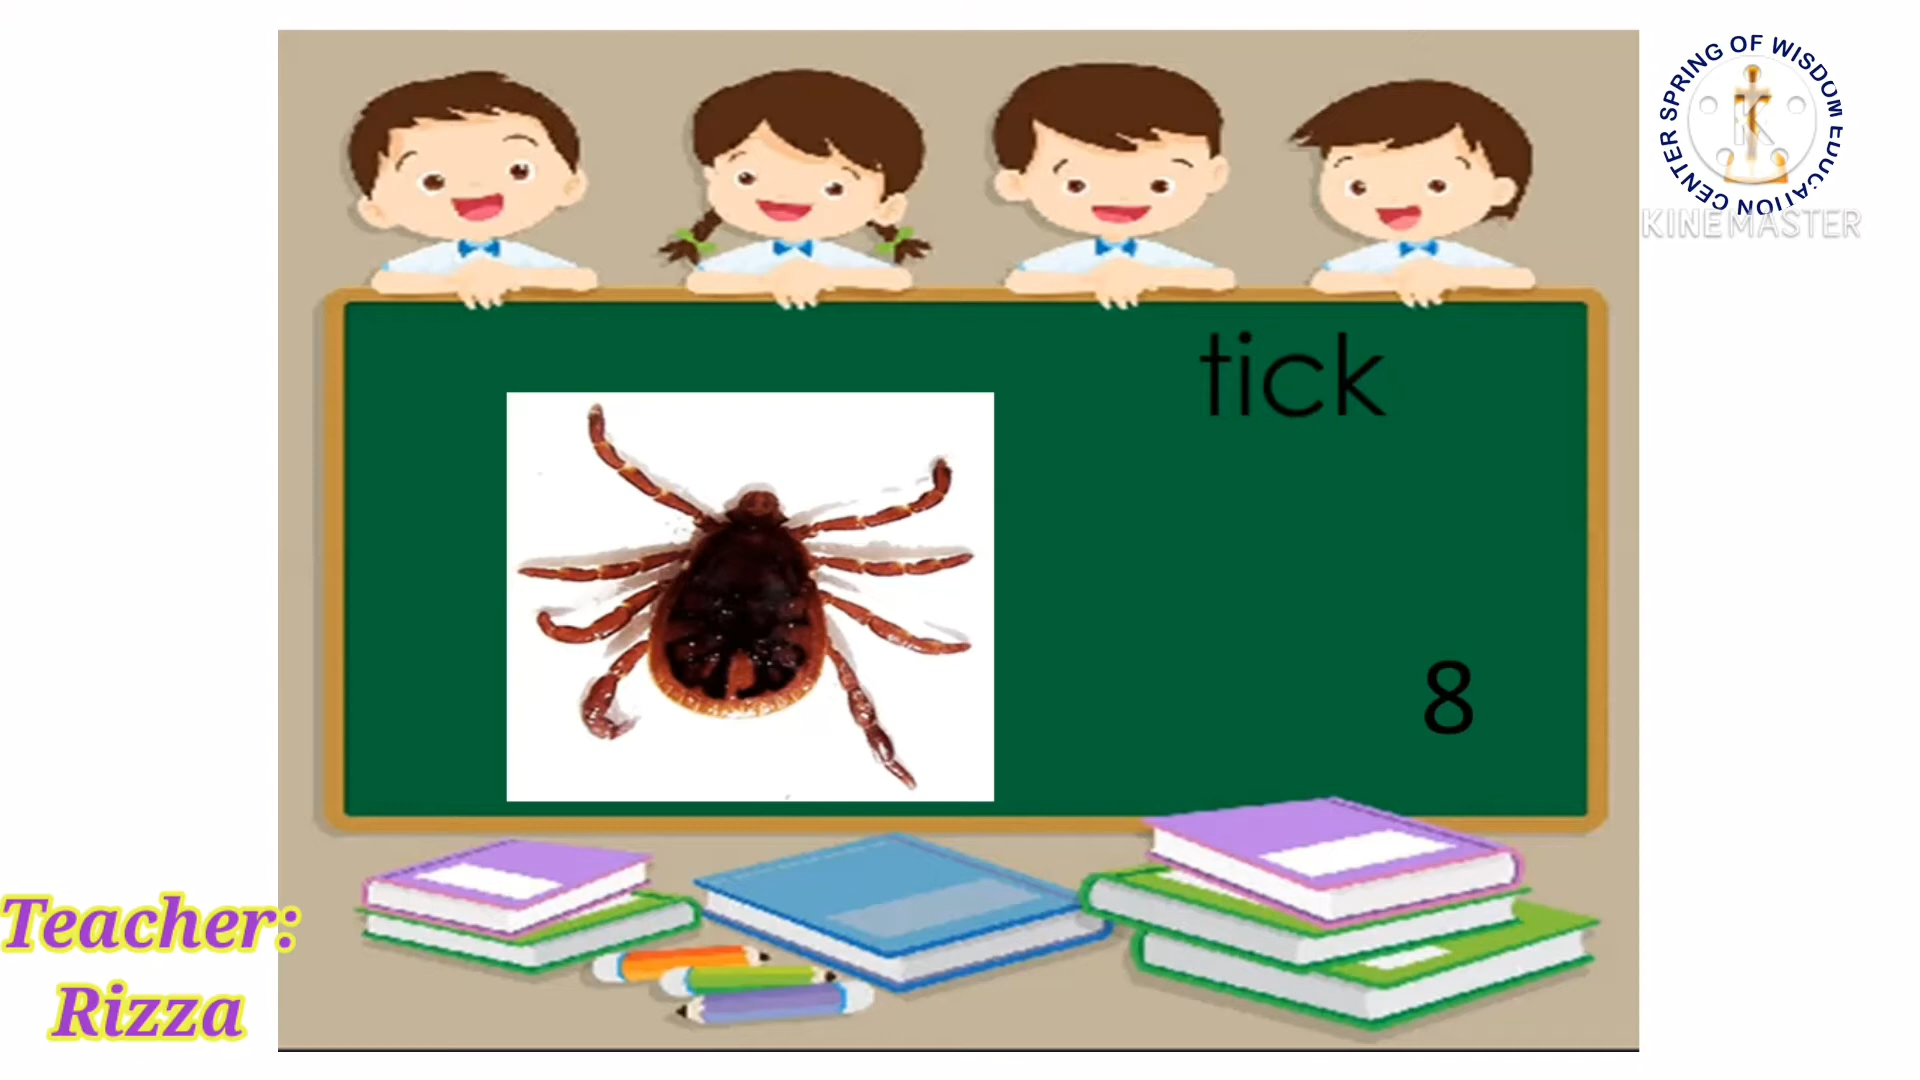 SPRING OF WISDOM EDUCATION CENTER
K
KINEMASTER
tick
8
Teacher:
Rizza